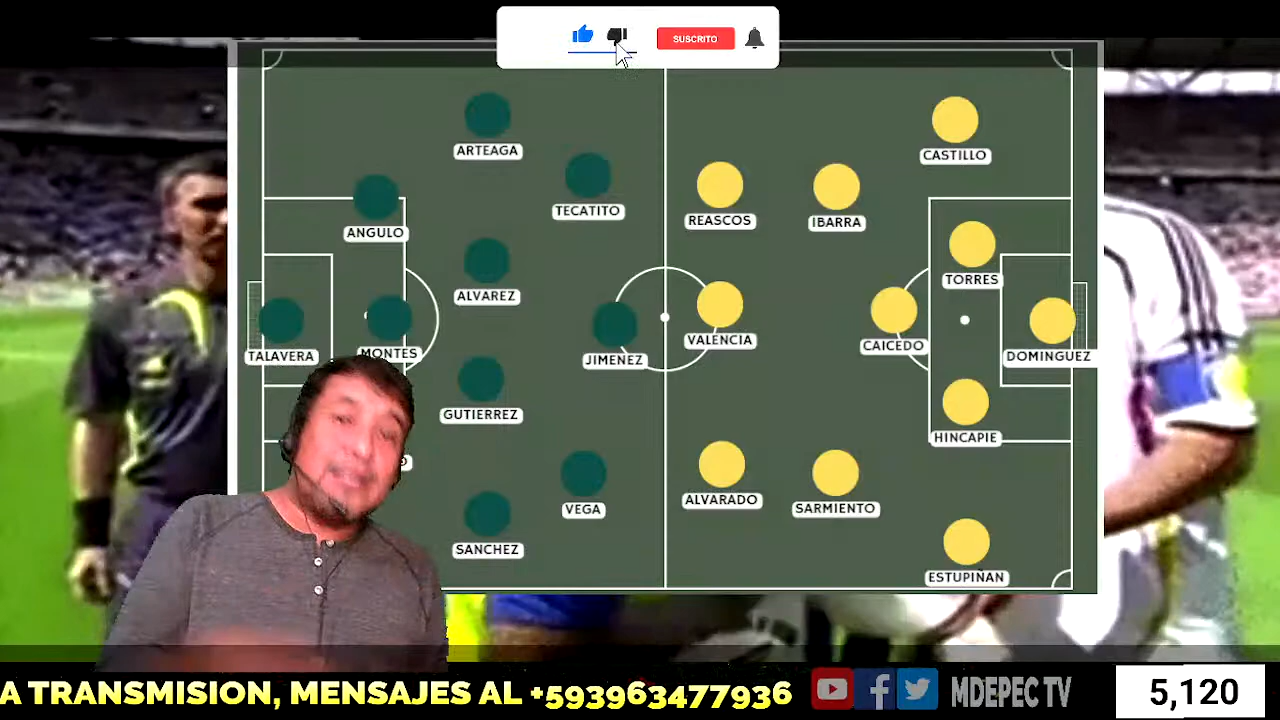 SUSCRITO
ARTEAGA
CASTILLO
TECATITO
REASCOS
IBARRA
ANGULO
TORRES
ALVAREZ
VALENCIA
CAICEDO
TALAVERA
MONTES
JIMENEZ
DOMINGUEZ
GUTIERREZ
HINCAPIE
ALVARADO
VEGA
SARMIENTO
SANCHEZ
ESTUPIÑAN
A TRANSMISION, MENSAJES AL +593963477936
MDEPEC TV
5,120